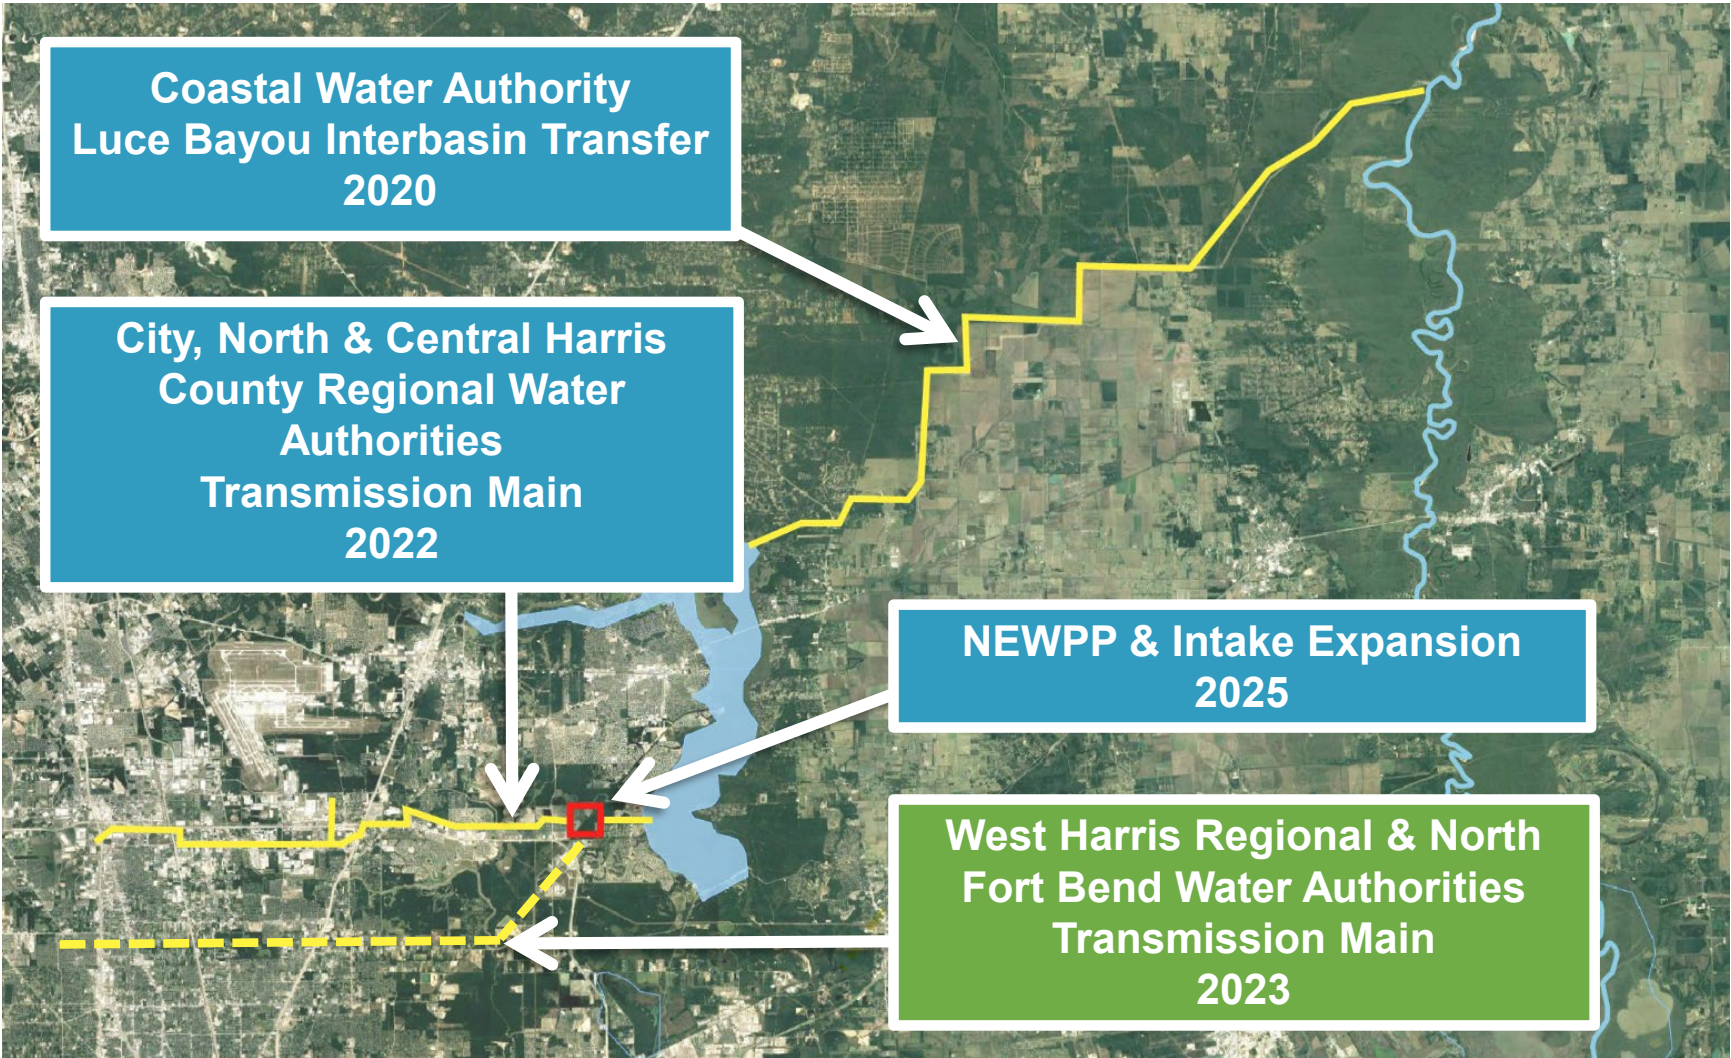 Coastal Water Authority
Luce Bayou Interbasin Transfer
2020
City, North & Central Harris
County Regional Water
Authorities
Transmission Main
2022
NEWPP & Intake Expansion
2025
West Harris Regional & North
Fort Bend Water Authorities
Transmission Main
2023